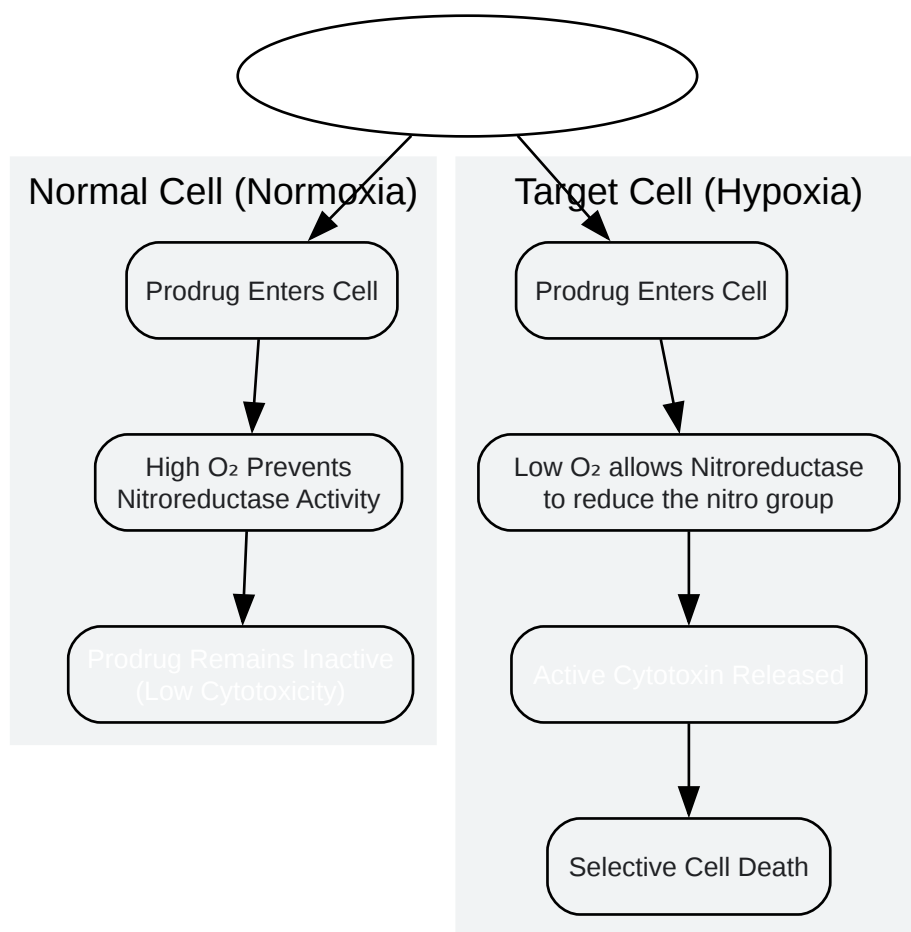 Normal Cell (Normoxia)
Target Cell (Hypoxia)
Prodrug Enters Cell
Prodrug Enters Cell
High O₂ Prevents
Nitroreductase Activity
Low O₂ allows Nitroreductase
to reduce the nitro group
Prodrug Remains Inactive
(Low Cytotoxicity)
Active Cytotoxin Released
Selective Cell Death